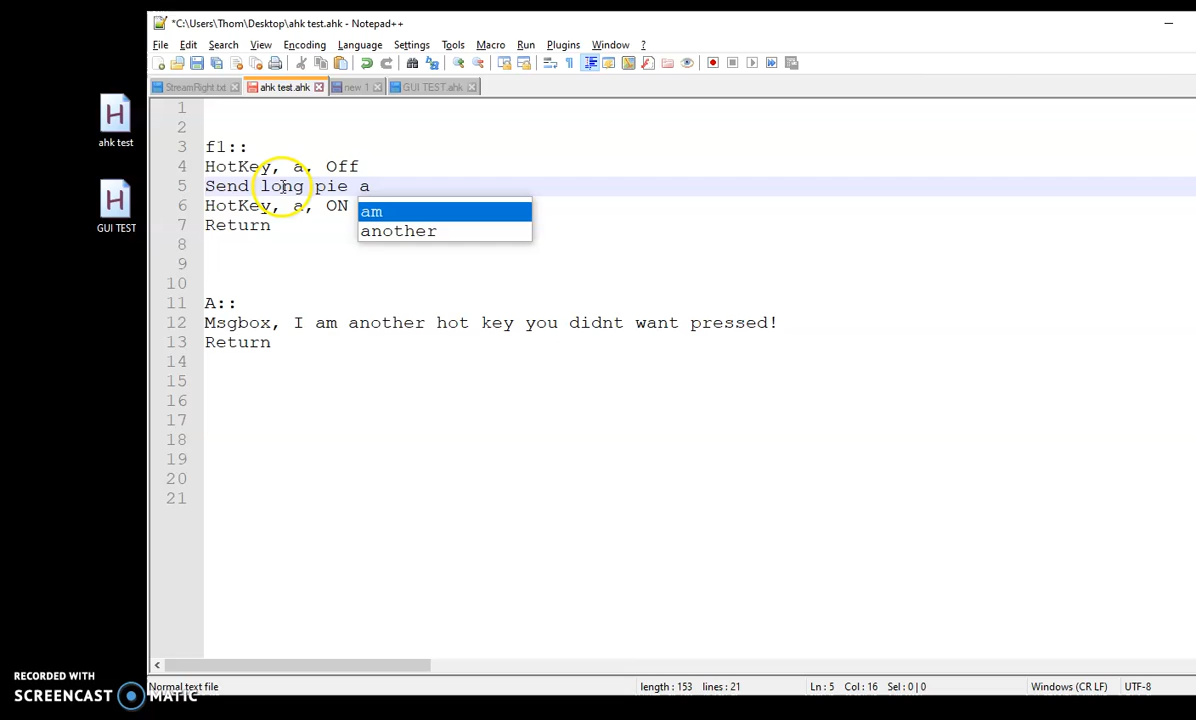 *C:\Users\Thom\Desktop\ahk test.ahk - Notepad++
File Edit Search View Encoding Language Settings Tools Macro Run Plugins Window ?
StreamRight.txt ahk test.ahk new 1 GUI TEST.ahk
ahk test
GUI TEST
1
2
3 f1::
4 HotKey, a, Off
5 Send long pie a
6 HotKey, a, ON
am
another
7 Return
8
9
10
11 A::
12 Msgbox, I am another hot key you didnt want pressed!
13 Return
14
15
16
17
18
19
20
21
RECORDED WITH
SCREENCAST MATIC
Normal text file length : 153 lines : 21 Ln : 5 Col : 16 Sel : 0 | 0 Windows (CR LF) UTF-8